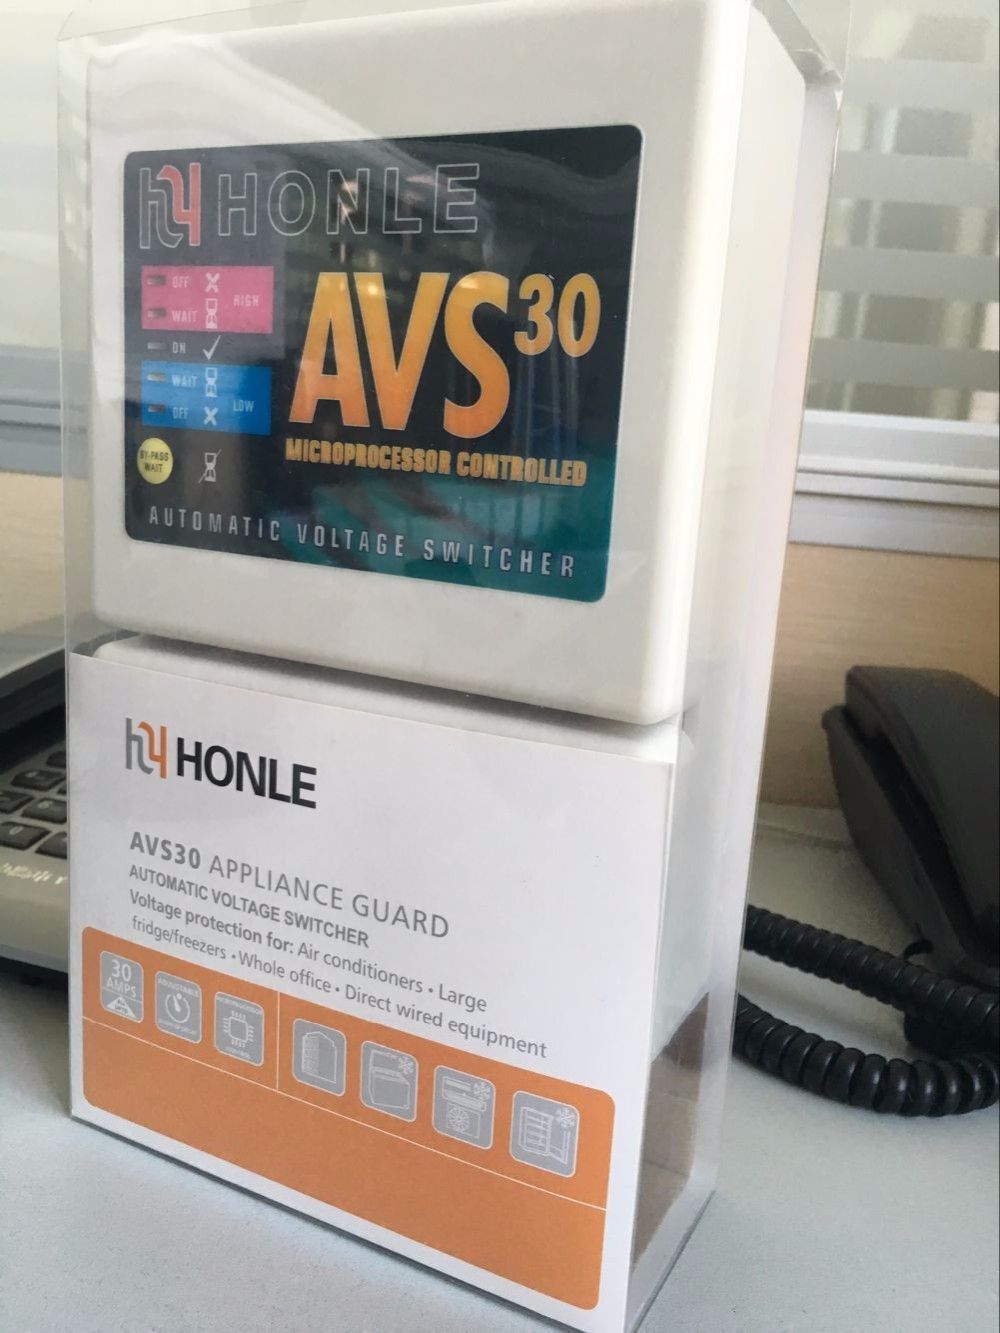 HONLE
OFF
HIGH
WAIT
ON
WAIT
LOW
OFF
BY-PASS
WAIT
AVS30
MICROPROCESSOR CONTROLLED
AUTOMATIC VOLTAGE SWITCHER
HONLE
AVS30 APPLIANCE GUARD
AUTOMATIC VOLTAGE SWITCHER
Voltage protection for: Air conditioners • Large
fridge/freezers • Whole office • Direct wired equipment
30
AMPS
ADJUSTABLE
MICROPROCESSOR